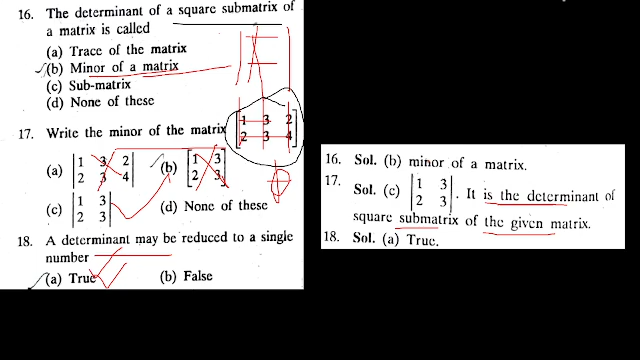 16. The determinant of a square submatrix of
a matrix is called
(a) Trace of the matrix
(b) Minor of a matrix
(c) Sub-matrix
(d) None of these
17. Write the minor of the matrix [1 3 2
2 3 4]
(a) |1 3 2
2 3 4| (b) [1 3
2 3]
(c) |1 3
2 3| (d) None of these
18. A determinant may be reduced to a single
number
(a) True (b) False
16. Sol. (b) minor of a matrix.
17.
Sol. (c) |1 3
2 3|. It is the determinant of
square submatrix of the given matrix.
18. Sol. (a) True.